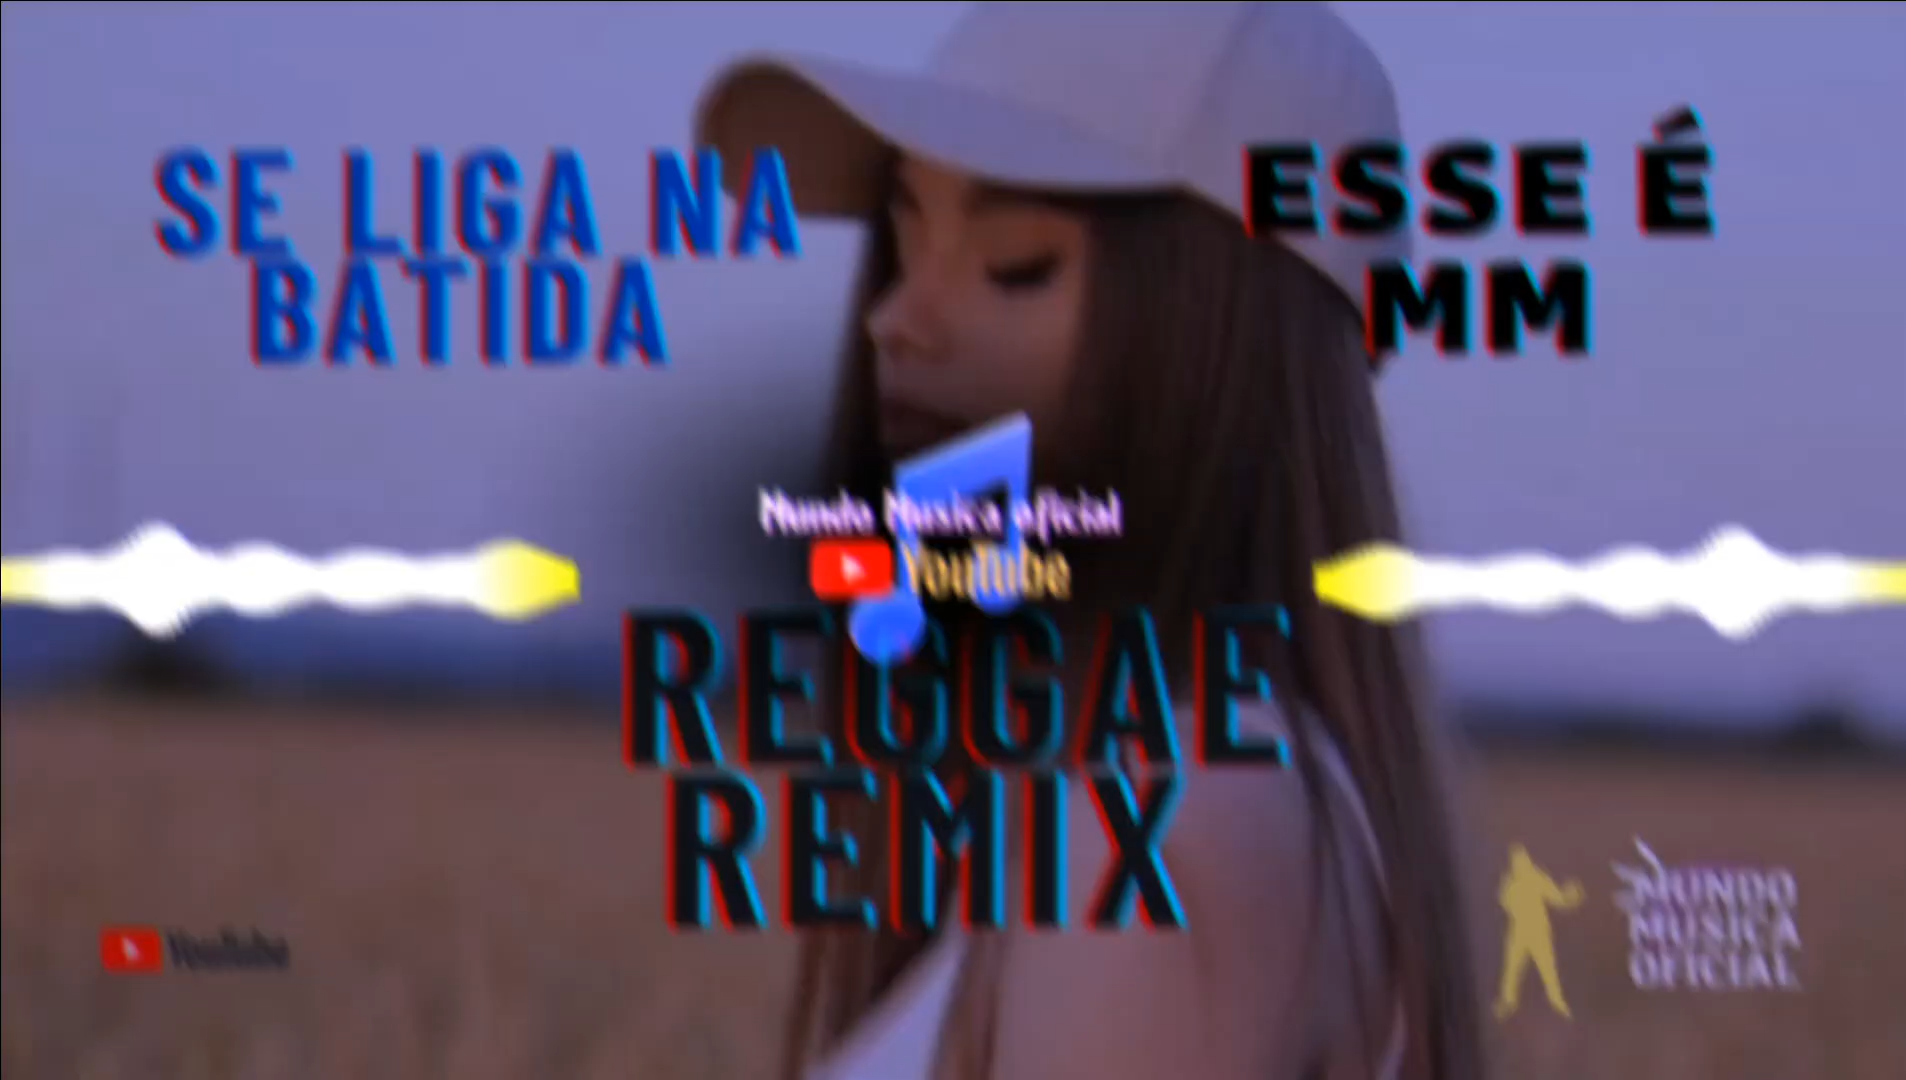 SE LIGA NA
BATIDA
ESSE É
MM
Mundo Musica oficial
YouTube
REGGAE
REMIX
YouTube
MUNDO
MUSICA
OFICIAL